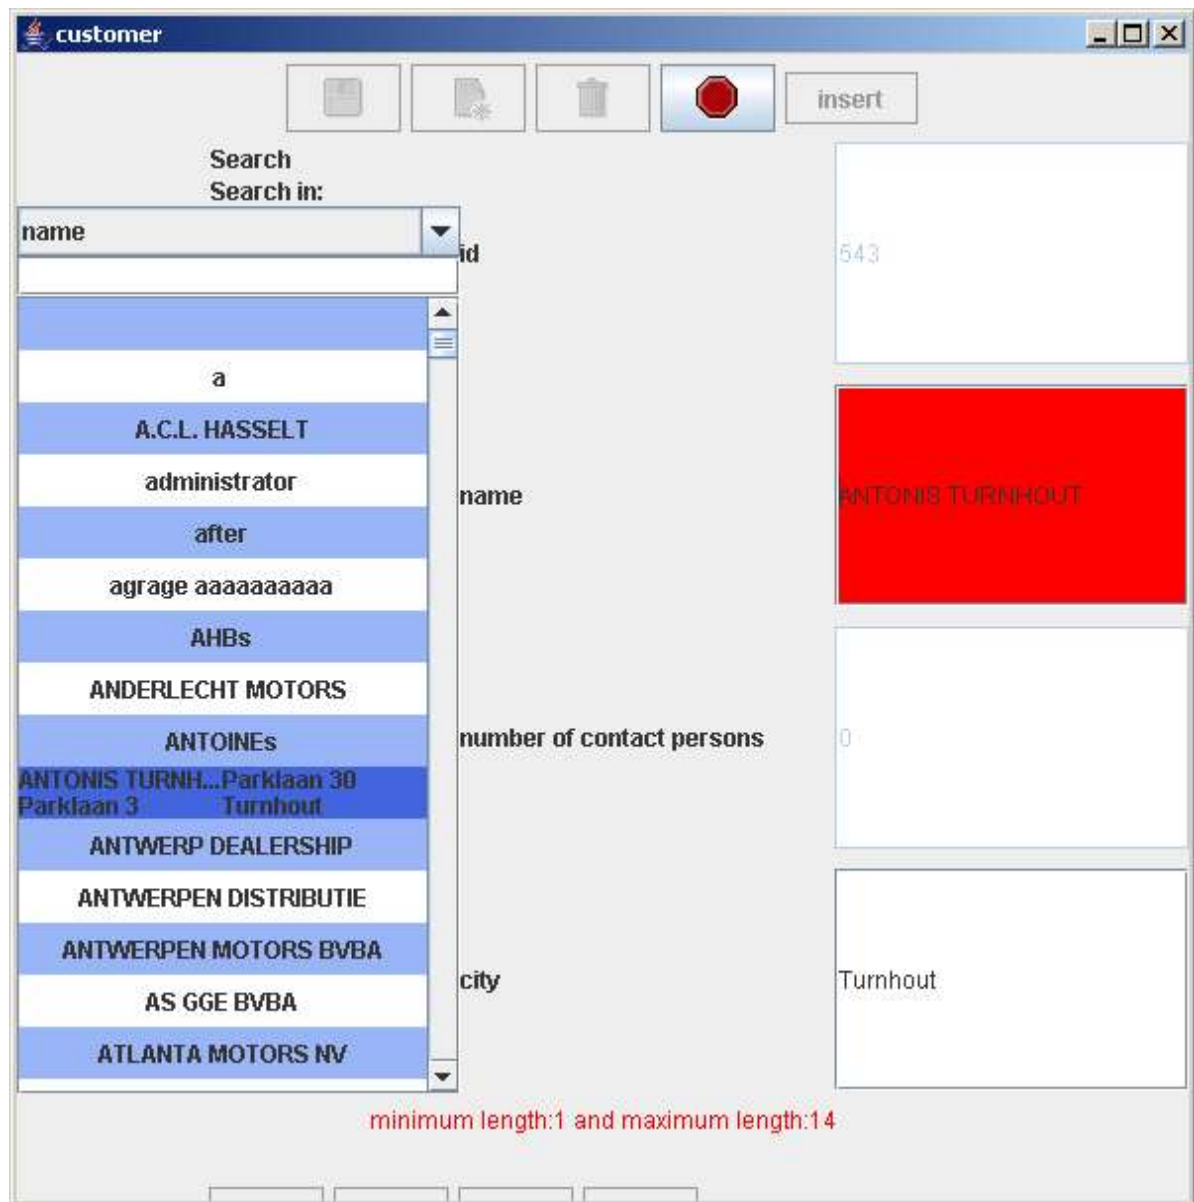 customer
insert
Search
Search in:
name
a
A.C.L. HASSELT
administrator
after
agrage aaaaaaaaaa
AHBs
ANDERLECHT MOTORS
ANTOINEs
ANTONIS TURNH...Parklaan 30
Parklaan 3 Turnhout
ANTWERP DEALERSHIP
ANTWERPEN DISTRIBUTIE
ANTWERPEN MOTORS BVBA
AS GGE BVBA
ATLANTA MOTORS NV
id
543
name
ANTONIS TURNHOUT
number of contact persons
0
city
Turnhout
minimum length:1 and maximum length:14